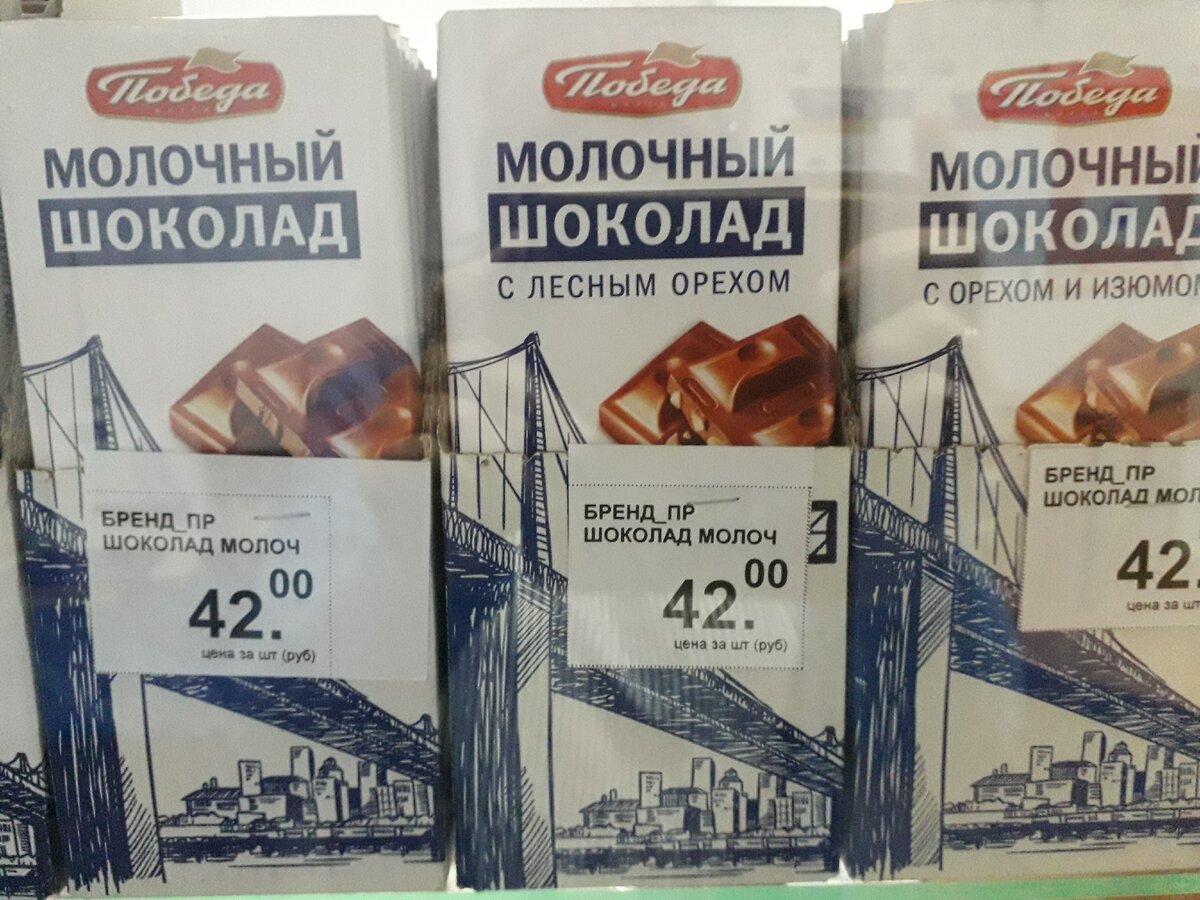 Победа
МОЛОЧНЫЙ
ШОКОЛАД
БРЕНД_ПР
ШОКОЛАД МОЛОЧ
42.00
цена за шт (руб)
Победа
МОЛОЧНЫЙ
ШОКОЛАД
С ЛЕСНЫМ ОРЕХОМ
БРЕНД_ПР
ШОКОЛАД МОЛОЧ
42.00
цена за шт (руб)
Победа
МОЛОЧНЫЙ
ШОКОЛАД
С ОРЕХОМ И ИЗЮМОМ
БРЕНД_ПР
ШОКОЛАД МОЛ
42.
цена за шт